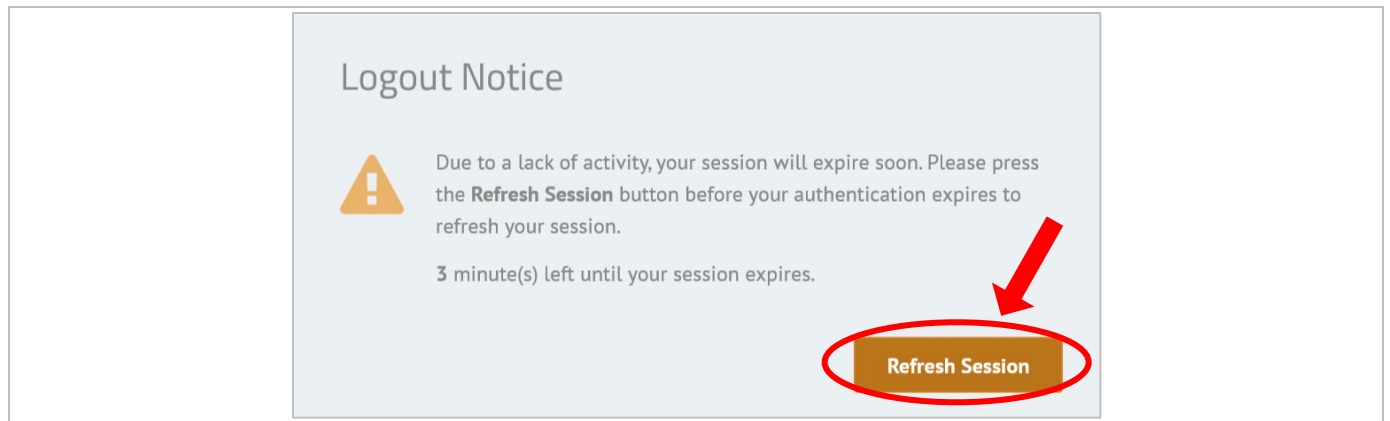 Logout Notice
Due to a lack of activity, your session will expire soon. Please press
the Refresh Session button before your authentication expires to
refresh your session.
3 minute(s) left until your session expires.
Refresh Session